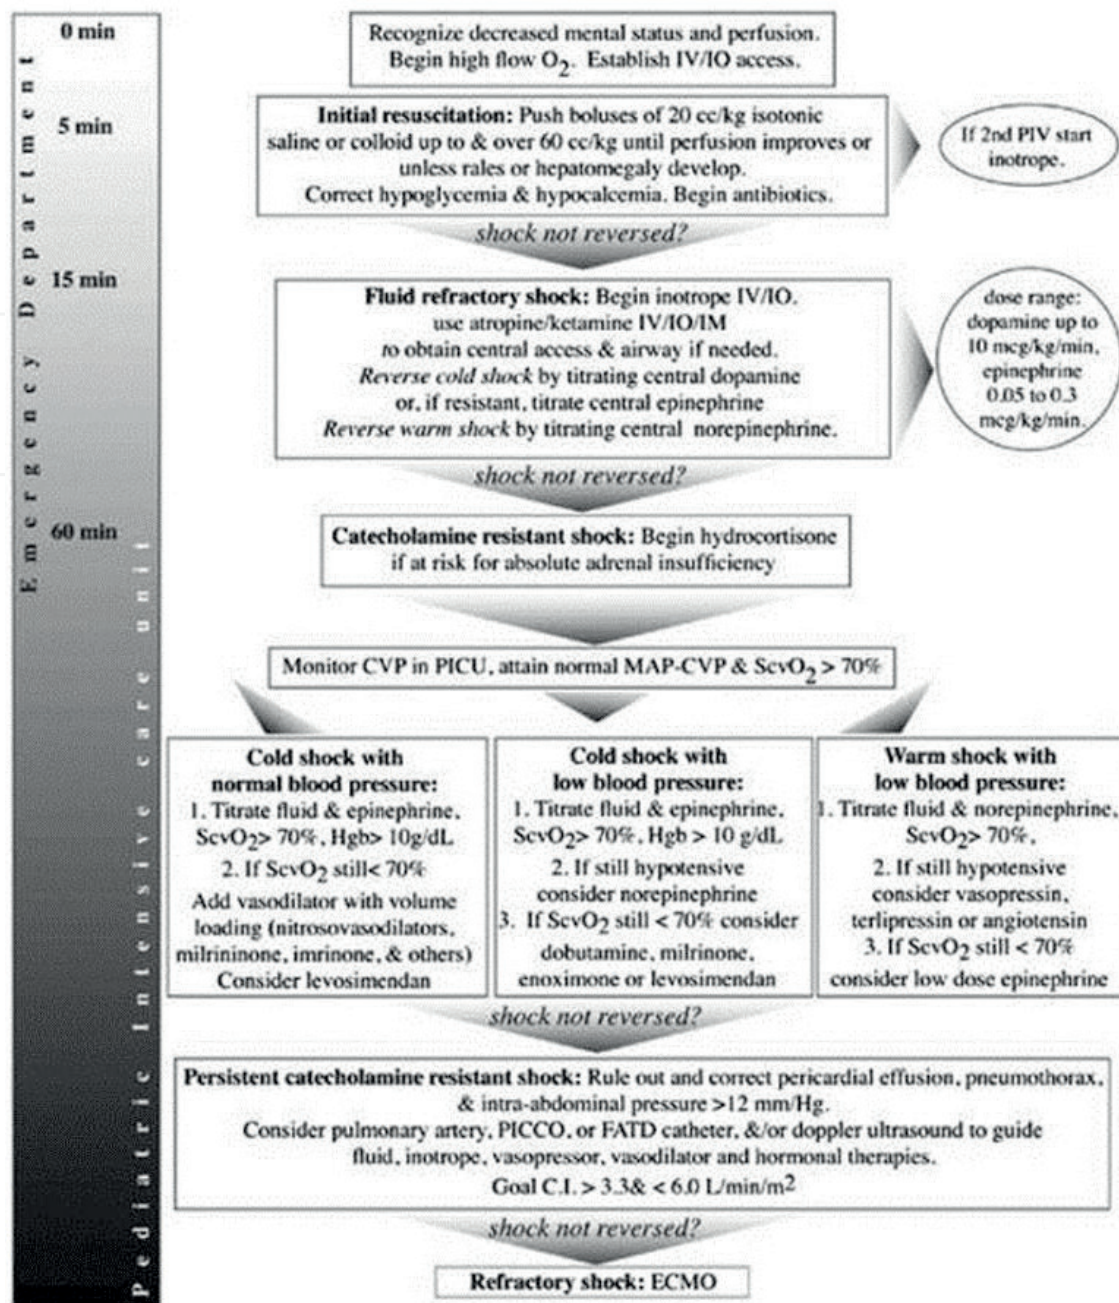 0 min
5 min
15 min
60 min
Emergency Department
Pediatric Intensive care unit
Recognize decreased mental status and perfusion.
Begin high flow O2. Establish IV/IO access.
Initial resuscitation: Push boluses of 20 cc/kg isotonic
saline or colloid up to & over 60 cc/kg until perfusion improves or
unless rales or hepatomegaly develop.
Correct hypoglycemia & hypocalcemia. Begin antibiotics.
If 2nd PIV start
inotrope.
shock not reversed?
Fluid refractory shock: Begin inotrope IV/IO.
use atropine/ketamine IV/IO/IM
to obtain central access & airway if needed.
Reverse cold shock by titrating central dopamine
or, if resistant, titrate central epinephrine
Reverse warm shock by titrating central norepinephrine.
dose range:
dopamine up to
10 mcg/kg/min,
epinephrine
0.05 to 0.3
mcg/kg/min.
shock not reversed?
Catecholamine resistant shock: Begin hydrocortisone
if at risk for absolute adrenal insufficiency
Monitor CVP in PICU, attain normal MAP-CVP & ScvO2 > 70%
Cold shock with
normal blood pressure:
1. Titrate fluid & epinephrine,
ScvO2> 70%, Hgb> 10g/dL
2. If ScvO2 still< 70%
Add vasodilator with volume
loading (nitrosovasodilators,
milrininone, imrinone, & others)
Consider levosimendan
Cold shock with
low blood pressure:
1. Titrate fluid & epinephrine,
ScvO2> 70%, Hgb > 10 g/dL
2. If still hypotensive
consider norepinephrine
3. If ScvO2 still < 70% consider
dobutamine, milrinone,
enoximone or levosimendan
Warm shock with
low blood pressure:
1. Titrate fluid & norepinephrine,
ScvO2> 70%,
2. If still hypotensive
consider vasopressin,
terlipressin or angiotensin
3. If ScvO2 still < 70%
consider low dose epinephrine
shock not reversed?
Persistent catecholamine resistant shock: Rule out and correct pericardial effusion, pneumothorax,
& intra-abdominal pressure >12 mm/Hg.
Consider pulmonary artery, PICCO, or FATD catheter, &/or doppler ultrasound to guide
fluid, inotrope, vasopressor, vasodilator and hormonal therapies.
Goal C.I. > 3.3& < 6.0 L/min/m2
shock not reversed?
Refractory shock: ECMO